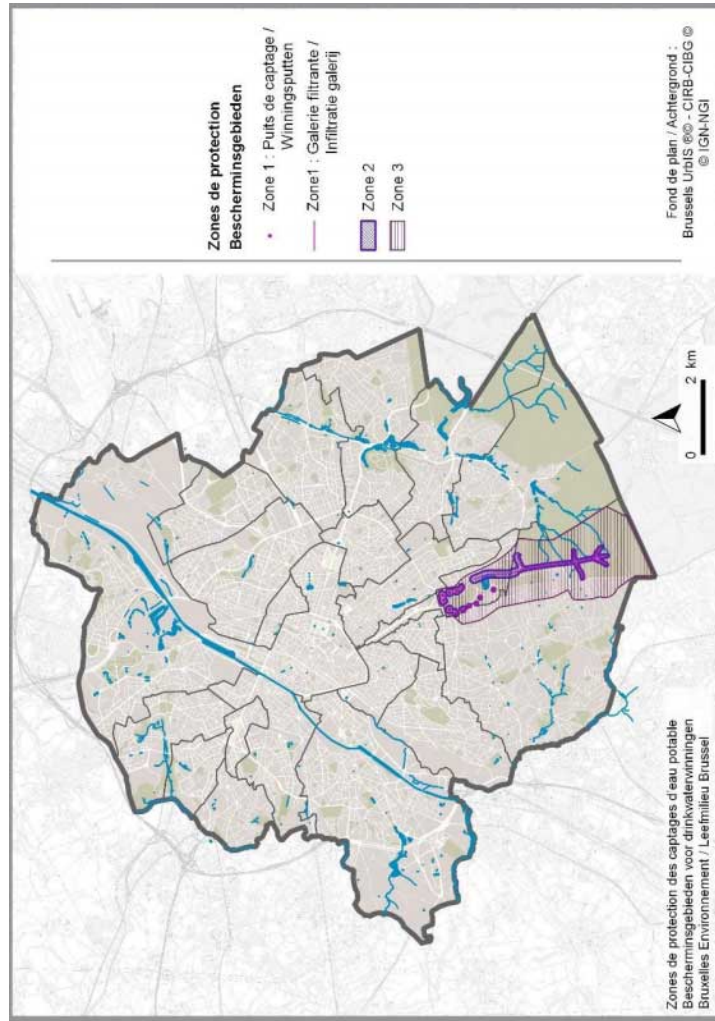 Zones de protection
Bescherminsgebieden
Zone 1 : Puits de captage /
Winningsputten
Zone1 : Galerie filtrante /
Infiltratie galerij
Zone 2
Zone 3
Fond de plan / Achtergrond :
Brussels UrbIS ®© - CIRB-CIBG ©
© IGN-NGI
0 2 km
Zones de protection des captages d'eau potable
Bescherminsgebieden voor drinkwaterwinningen
Bruxelles Environnement / Leefmilieu Brussel